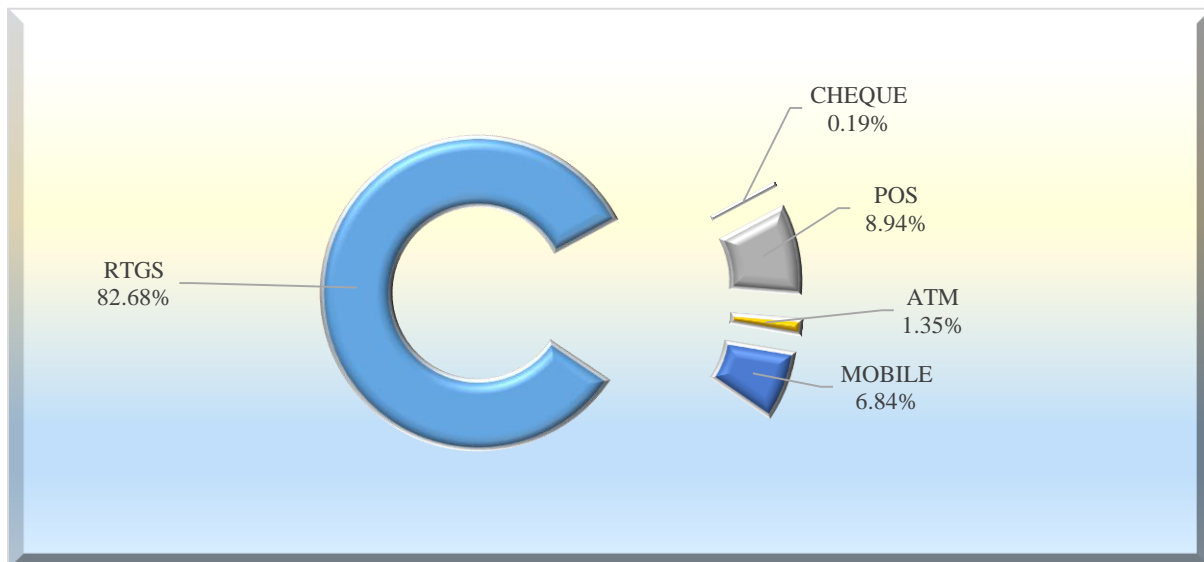 CHEQUE
0.19%
POS
8.94%
RTGS
82.68%
ATM
1.35%
MOBILE
6.84%